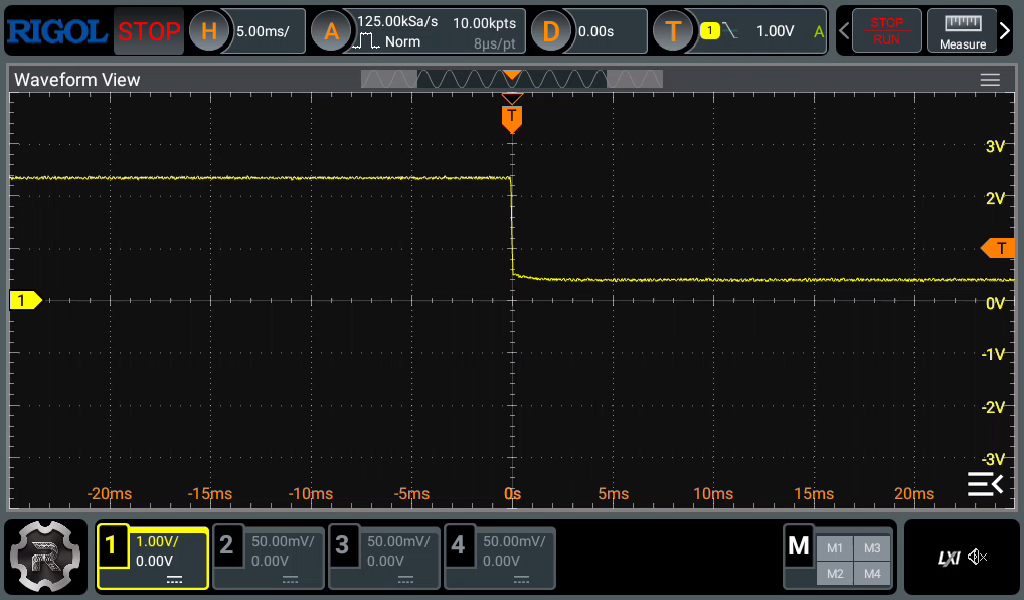 RIGOL STOP H 5.00ms/ A 125.00kSa/s 10.00kpts D 0.00s T 1 1.00V A STOP
Norm 8µs/pt RUN Measure
Waveform View
T
3V
2V
T
1
0V
-1V
-2V
-3V
-20ms -15ms -10ms -5ms 0s 5ms 10ms 15ms 20ms
1 1.00V/ 2 50.00mV/ 3 50.00mV/ 4 50.00mV/ M M1 M3
0.00V 0.00V 0.00V 0.00V M2 M4
R
LXI